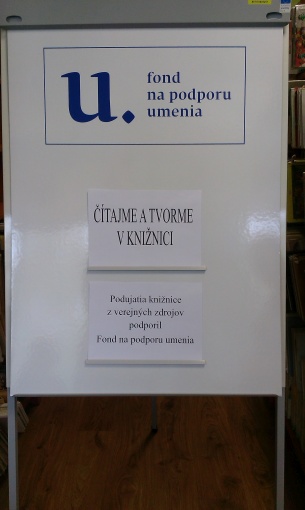 u.
fond
na podporu
umenia
ČÍTAJME A TVORME
V KNIŽNICI
Podujatia knižnice
z verejných zdrojov
podporil
Fond na podporu umenia